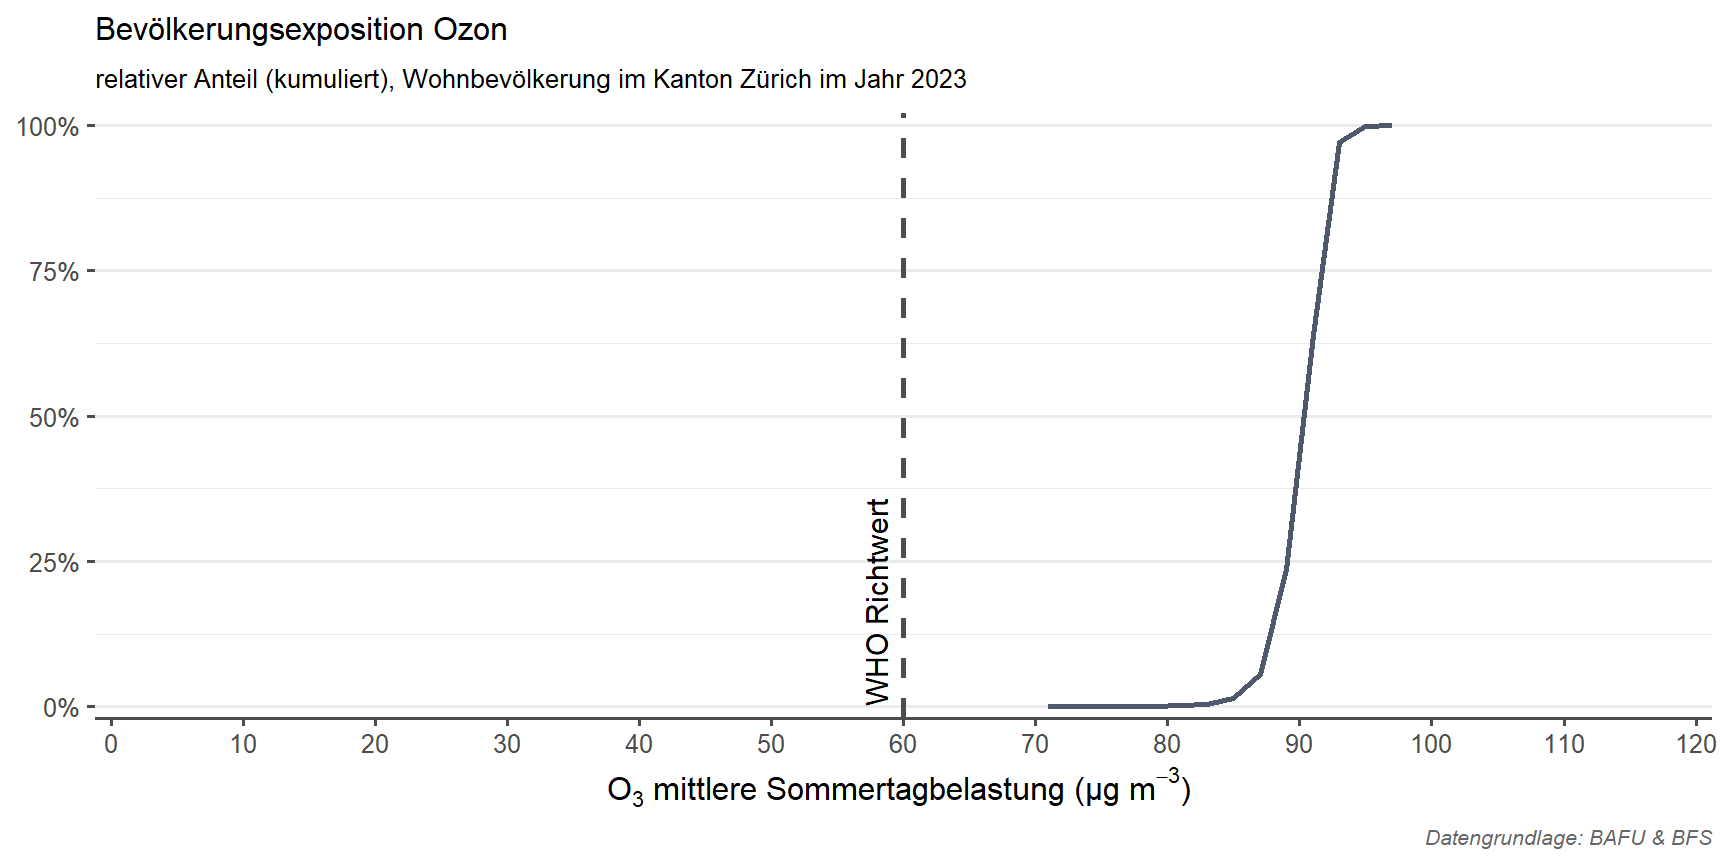 Bevölkerungsexposition Ozon
relativer Anteil (kumuliert), Wohnbevölkerung im Kanton Zürich im Jahr 2023
100%
75%
50%
25%
0%
WHO Richtwert
0 10 20 30 40 50 60 70 80 90 100 110 120
O₃ mittlere Sommertagbelastung (µg m⁻³)
Datengrundlage: BAFU & BFS